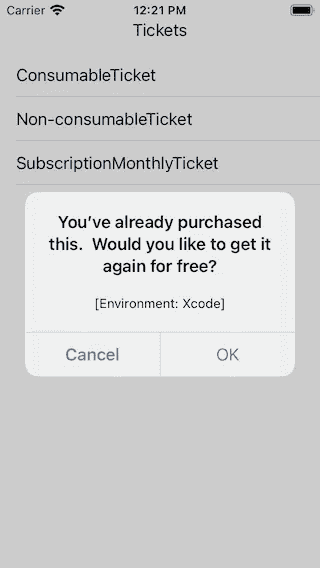 Carrier 12:21 PM
Tickets
ConsumableTicket
Non-consumableTicket
SubscriptionMonthlyTicket
You’ve already purchased
this.  Would you like to get it
again for free?
[Environment: Xcode]
Cancel OK